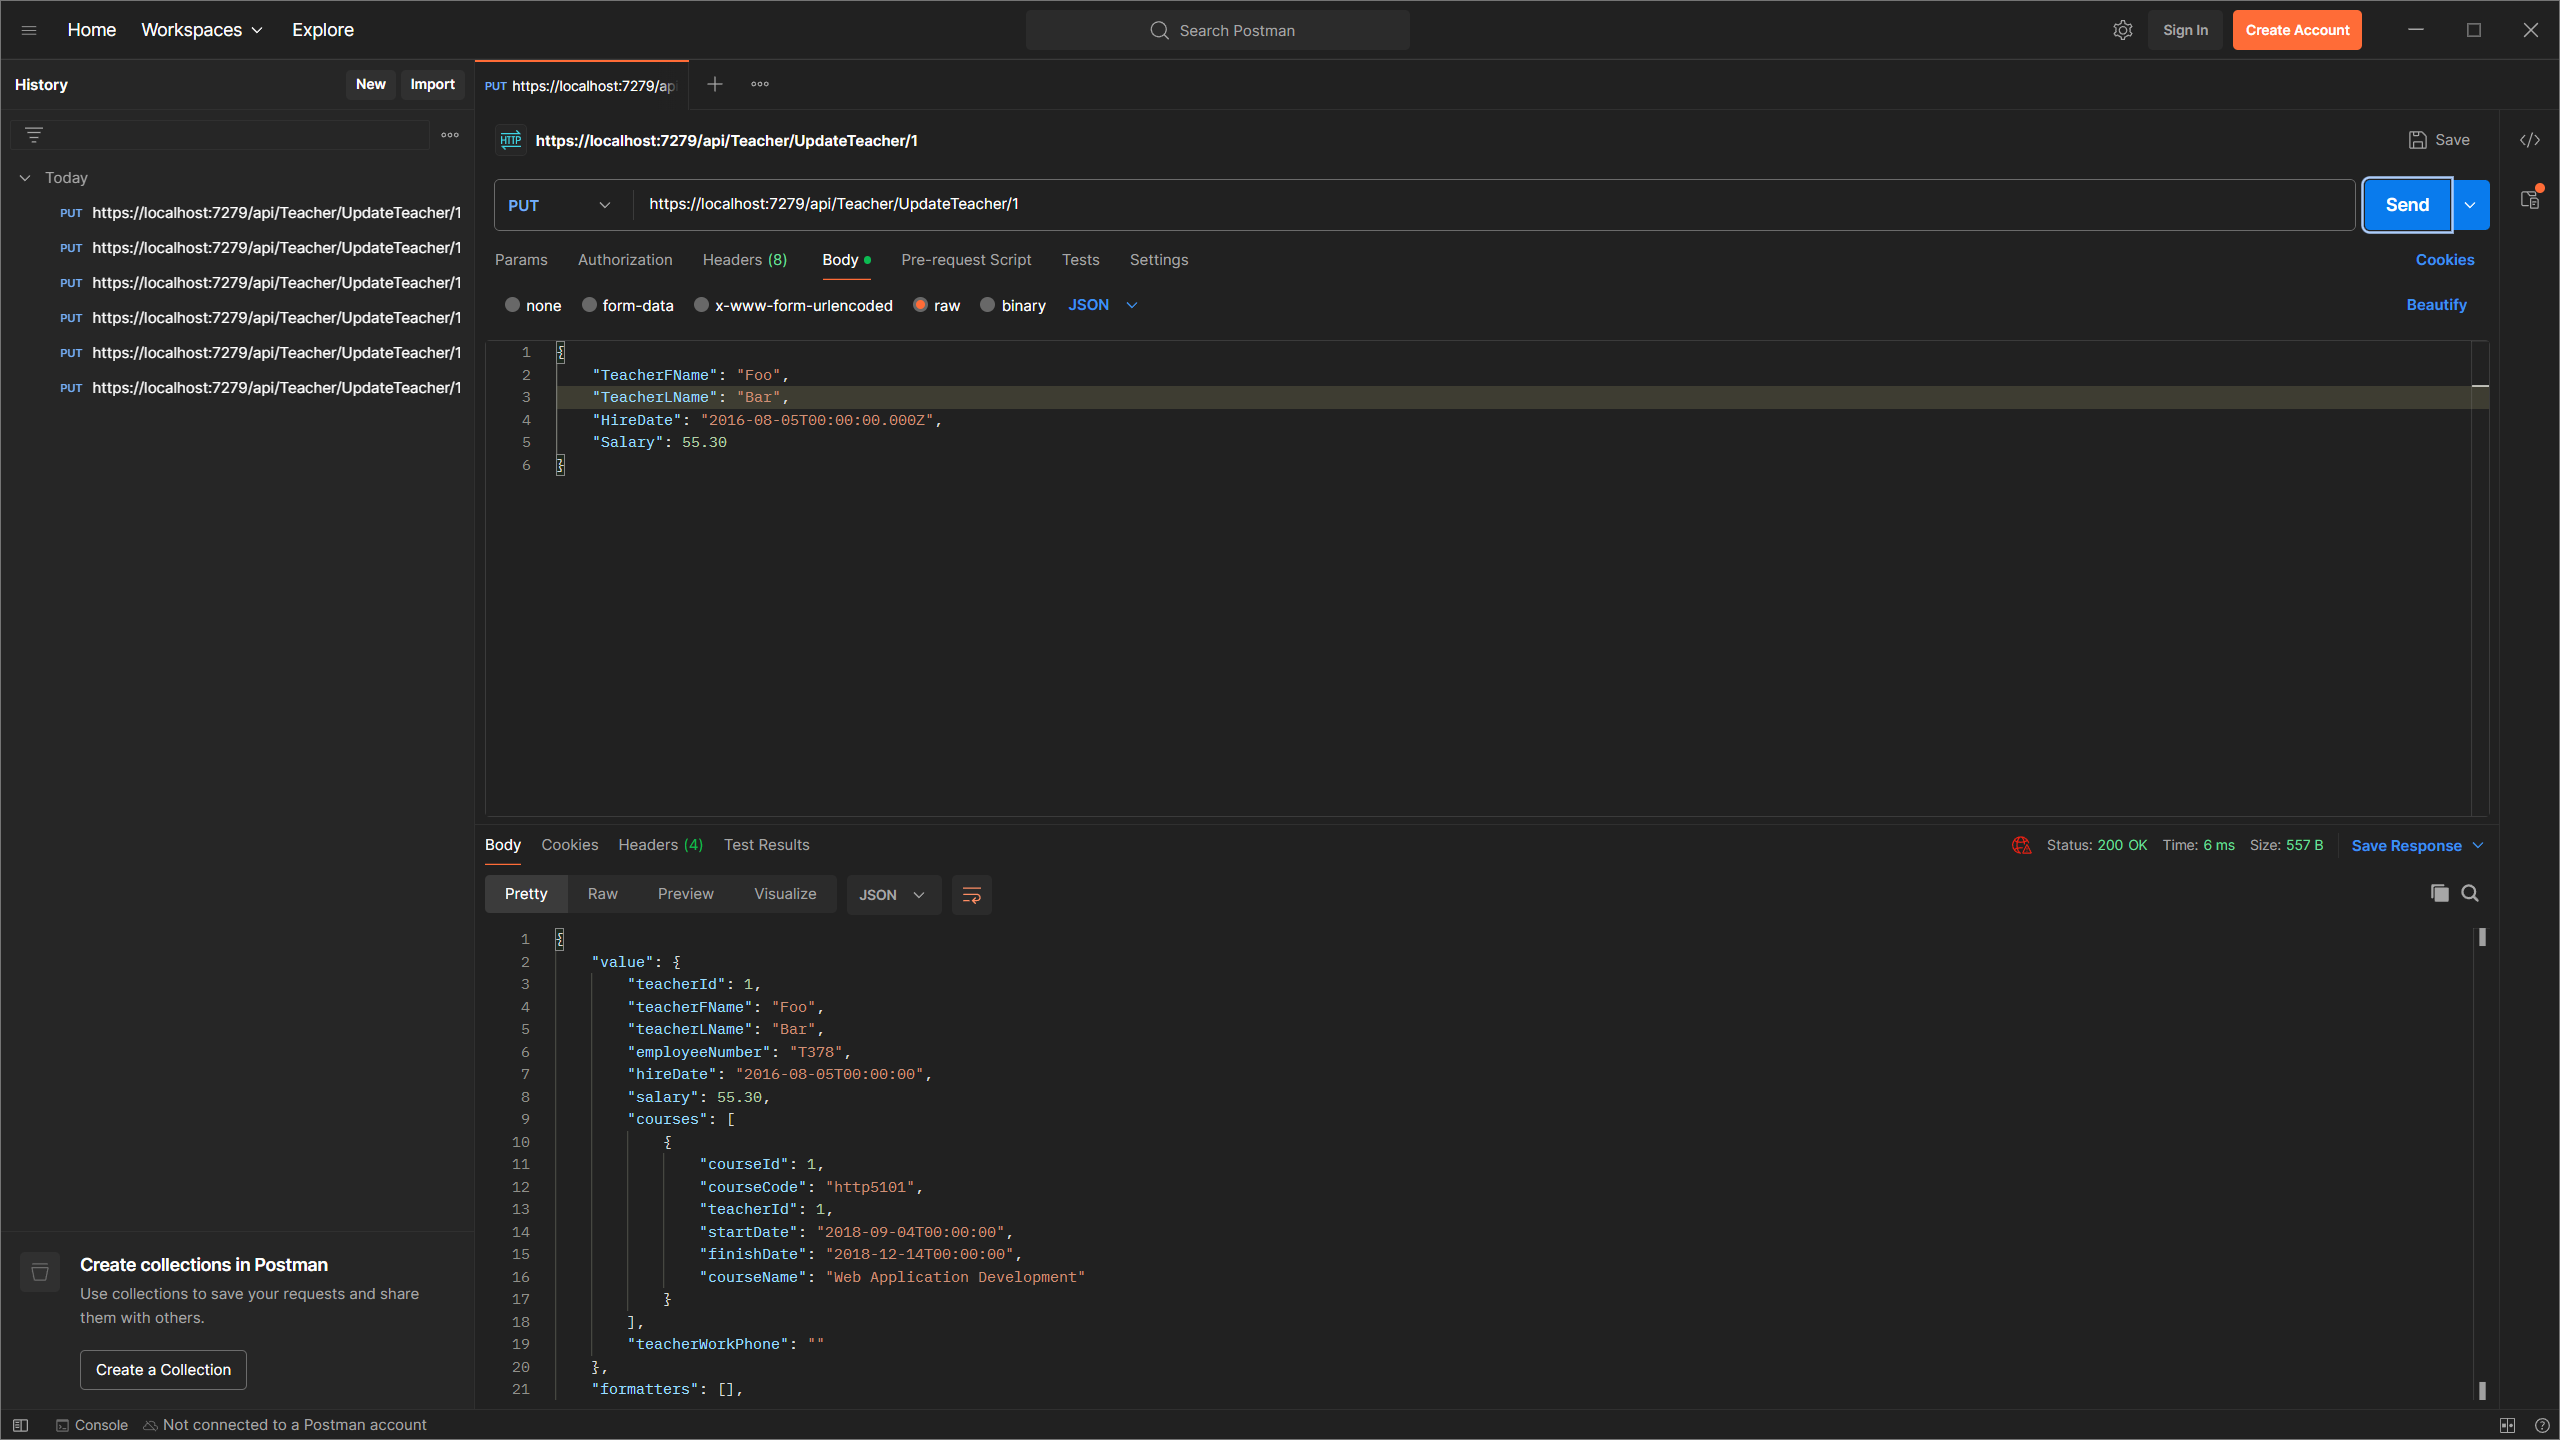 Home
Workspaces
Explore
Search Postman
Sign In
Create Account
History
New
Import
PUT https://localhost:7279/api
Today
PUT https://localhost:7279/api/Teacher/UpdateTeacher/1
PUT https://localhost:7279/api/Teacher/UpdateTeacher/1
PUT https://localhost:7279/api/Teacher/UpdateTeacher/1
PUT https://localhost:7279/api/Teacher/UpdateTeacher/1
PUT https://localhost:7279/api/Teacher/UpdateTeacher/1
PUT https://localhost:7279/api/Teacher/UpdateTeacher/1
Create collections in Postman
Use collections to save your requests and share
them with others.
Create a Collection
HTTP https://localhost:7279/api/Teacher/UpdateTeacher/1
Save
PUT
https://localhost:7279/api/Teacher/UpdateTeacher/1
Send
Params Authorization Headers (8) Body Pre-request Script Tests Settings
Cookies
none form-data x-www-form-urlencoded raw binary JSON
Beautify
1 {
2 "TeacherFName": "Foo",
3 "TeacherLName": "Bar",
4 "HireDate": "2016-08-05T00:00:00.000Z",
5 "Salary": 55.30
6 }
Body Cookies Headers (4) Test Results
Status: 200 OK Time: 6 ms Size: 557 B
Save Response
Pretty Raw Preview Visualize JSON
1 {
2 "value": {
3 "teacherId": 1,
4 "teacherFName": "Foo",
5 "teacherLName": "Bar",
6 "employeeNumber": "T378",
7 "hireDate": "2016-08-05T00:00:00",
8 "salary": 55.30,
9 "courses": [
10 {
11 "courseId": 1,
12 "courseCode": "http5101",
13 "teacherId": 1,
14 "startDate": "2018-09-04T00:00:00",
15 "finishDate": "2018-12-14T00:00:00",
16 "courseName": "Web Application Development"
17 }
18 ],
19 "teacherWorkPhone": ""
20 },
21 "formatters": [],
Console
Not connected to a Postman account